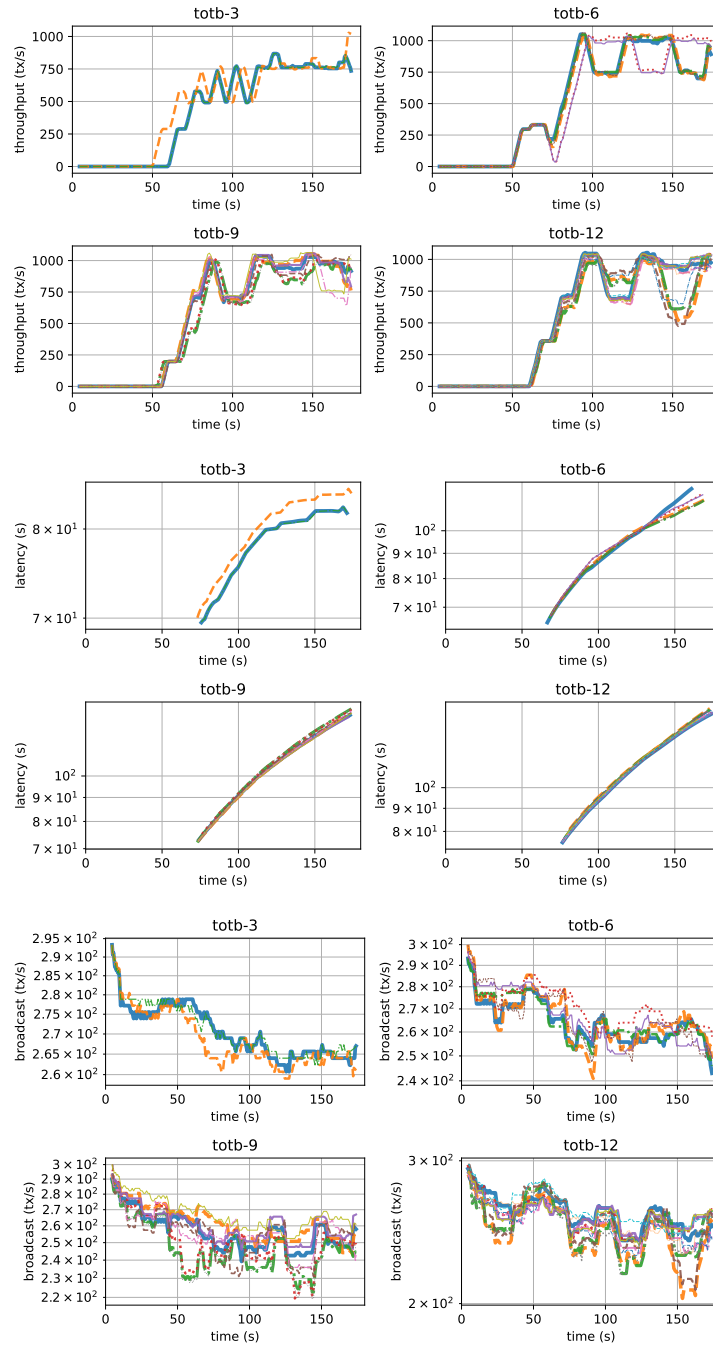 totb-3 totb-6
1000 1000
750 750
500 500
250 250
0 0
throughput (tx/s) throughput (tx/s)
0 50 100 150 0 50 100 150
time (s) time (s)
totb-9 totb-12
1000 1000
750 750
500 500
250 250
0 0
throughput (tx/s) throughput (tx/s)
0 50 100 150 0 50 100 150
time (s) time (s)
totb-3 totb-6
8 × 10¹ 10²
9 × 10¹
8 × 10¹
7 × 10¹ 7 × 10¹
latency (s) latency (s)
0 50 100 150 0 50 100 150
time (s) time (s)
totb-9 totb-12
10² 10²
9 × 10¹
8 × 10¹ 8 × 10¹
7 × 10¹
latency (s) latency (s)
0 50 100 150 0 50 100 150
time (s) time (s)
totb-3 totb-6
2.95 × 10² 3 × 10²
2.9 × 10² 2.9 × 10²
2.85 × 10² 2.8 × 10²
2.8 × 10² 2.7 × 10²
2.75 × 10² 2.6 × 10²
2.7 × 10² 2.5 × 10²
2.65 × 10² 2.4 × 10²
2.6 × 10²
broadcast (tx/s) broadcast (tx/s)
0 50 100 150 0 50 100 150
time (s) time (s)
totb-9 totb-12
3 × 10² 3 × 10²
2.9 × 10²
2.8 × 10²
2.7 × 10²
2.6 × 10²
2.5 × 10²
2.4 × 10²
2.3 × 10²
2.2 × 10² 2 × 10²
broadcast (tx/s) broadcast (tx/s)
0 50 100 150 0 50 100 150
time (s) time (s)